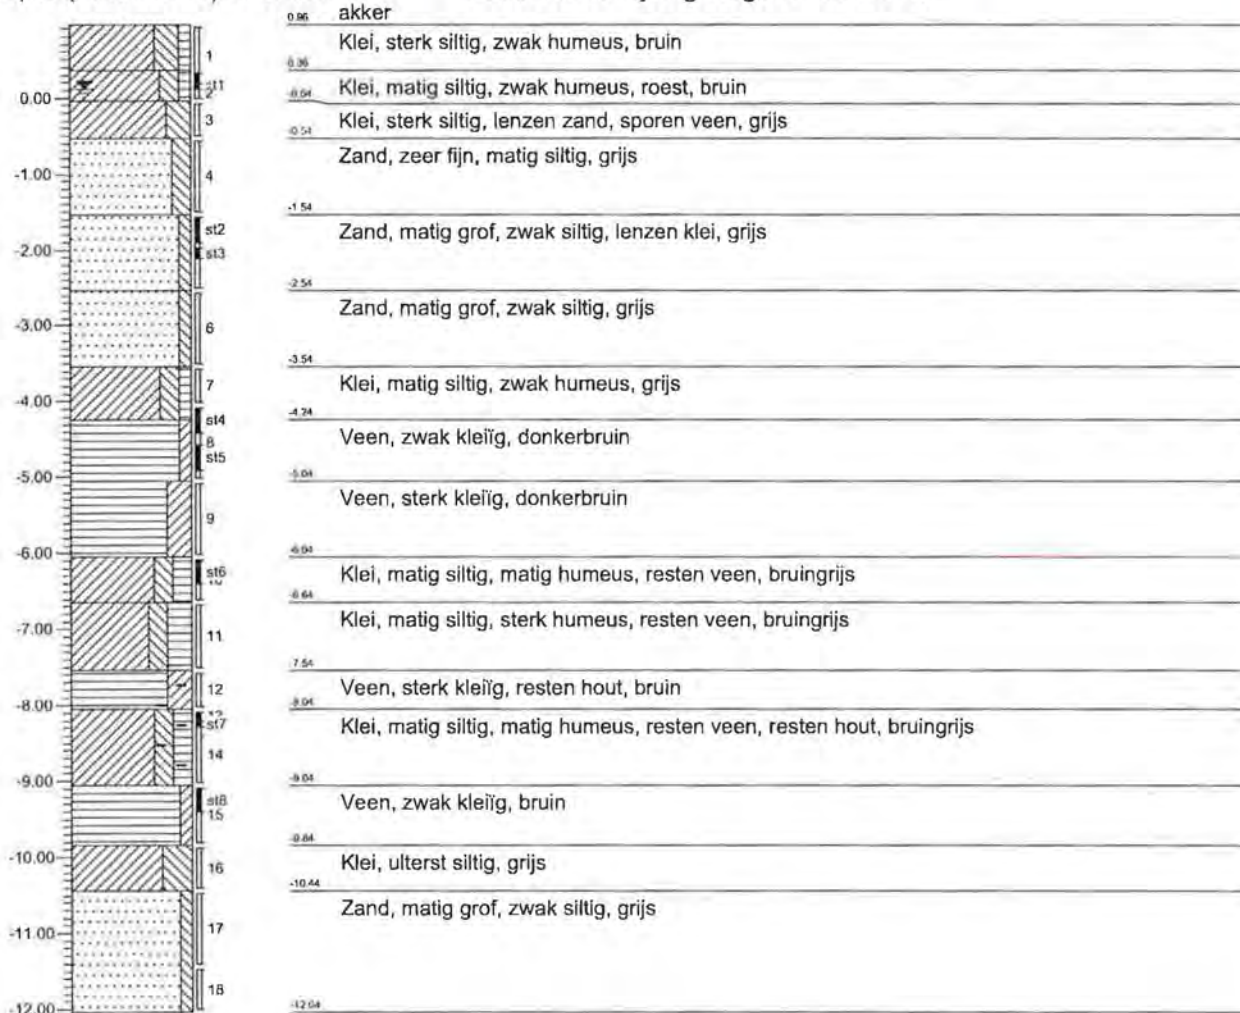 akker
0.96
Klei, sterk siltig, zwak humeus, bruin
1
0.36
Klei, matig siltig, zwak humeus, roest, bruin
st1
2
0.00
-0.04
Klei, sterk siltig, lenzen zand, sporen veen, grijs
3
-0.54
Zand, zeer fijn, matig siltig, grijs
-1.00
4
-1.54
Zand, matig grof, zwak siltig, lenzen klei, grijs
st2
-2.00
st3
-2.54
Zand, matig grof, zwak siltig, grijs
-3.00
6
-3.54
Klei, matig siltig, zwak humeus, grijs
7
-4.00
-4.24
st4
Veen, zwak kleiïg, donkerbruin
8
st5
-5.00
-5.04
Veen, sterk kleiïg, donkerbruin
9
-6.00
-6.04
Klei, matig siltig, matig humeus, resten veen, bruingrijs
st6
-6.64
Klei, matig siltig, sterk humeus, resten veen, bruingrijs
-7.00
11
7.54
Veen, sterk kleiïg, resten hout, bruin
12
-8.00
-8.04
Klei, matig siltig, matig humeus, resten veen, resten hout, bruingrijs
st7
14
-9.00
-9.04
Veen, zwak kleiïg, bruin
st8
15
-9.84
-10.00
Klei, uiterst siltig, grijs
16
-10.44
Zand, matig grof, zwak siltig, grijs
-11.00
17
18
-12.00
-12.04